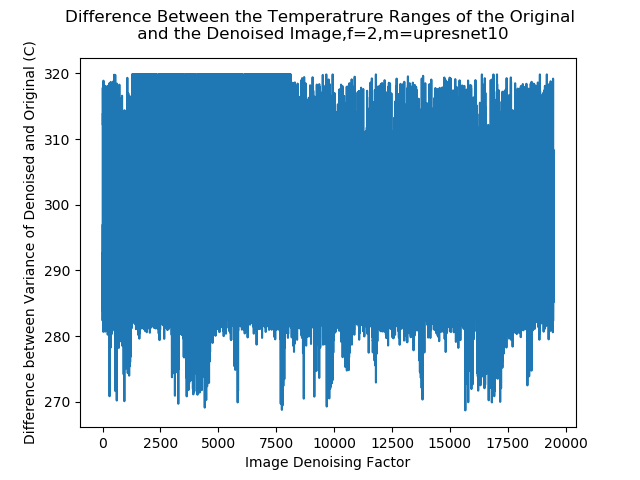 Difference Between the Temperatrure Ranges of the Original
and the Denoised Image,f=2,m=upresnet10
Difference between Variance of Denoised and Original (C)
320
310
300
290
280
270
0 2500 5000 7500 10000 12500 15000 17500 20000
Image Denoising Factor